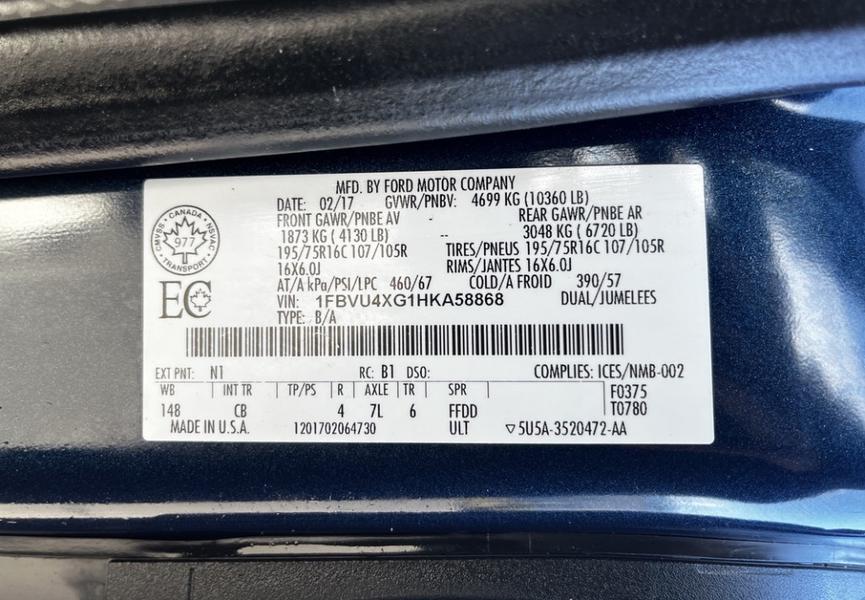 MFD. BY FORD MOTOR COMPANY
DATE: 02/17 GVWR/PNBV: 4699 KG (10360 LB)
FRONT GAWR/PNBE AV REAR GAWR/PNBE AR
1873 KG ( 4130 LB) -- 3048 KG ( 6720 LB)
195/75R16C 107/105R TIRES/PNEUS 195/75R16C 107/105R
16X6.0J RIMS/JANTES 16X6.0J
AT/A kPa/PSI/LPC 460/67 COLD/A FROID 390/57
VIN: 1FBVU4XG1HKA58868 DUAL/JUMELEES
TYPE: B/A
CMVSS - CANADA - NSVAC
977
TRANSPORT
EC
EXT PNT: N1 RC: B1 DSO: COMPLIES: ICES/NMB-002
WB | INT TR | TP/PS | R | AXLE | TR | SPR | F0375
148 CB 4 7L 6 FFDD T0780
MADE IN U.S.A. 1201702064730 ULT ▽5U5A-3520472-AA